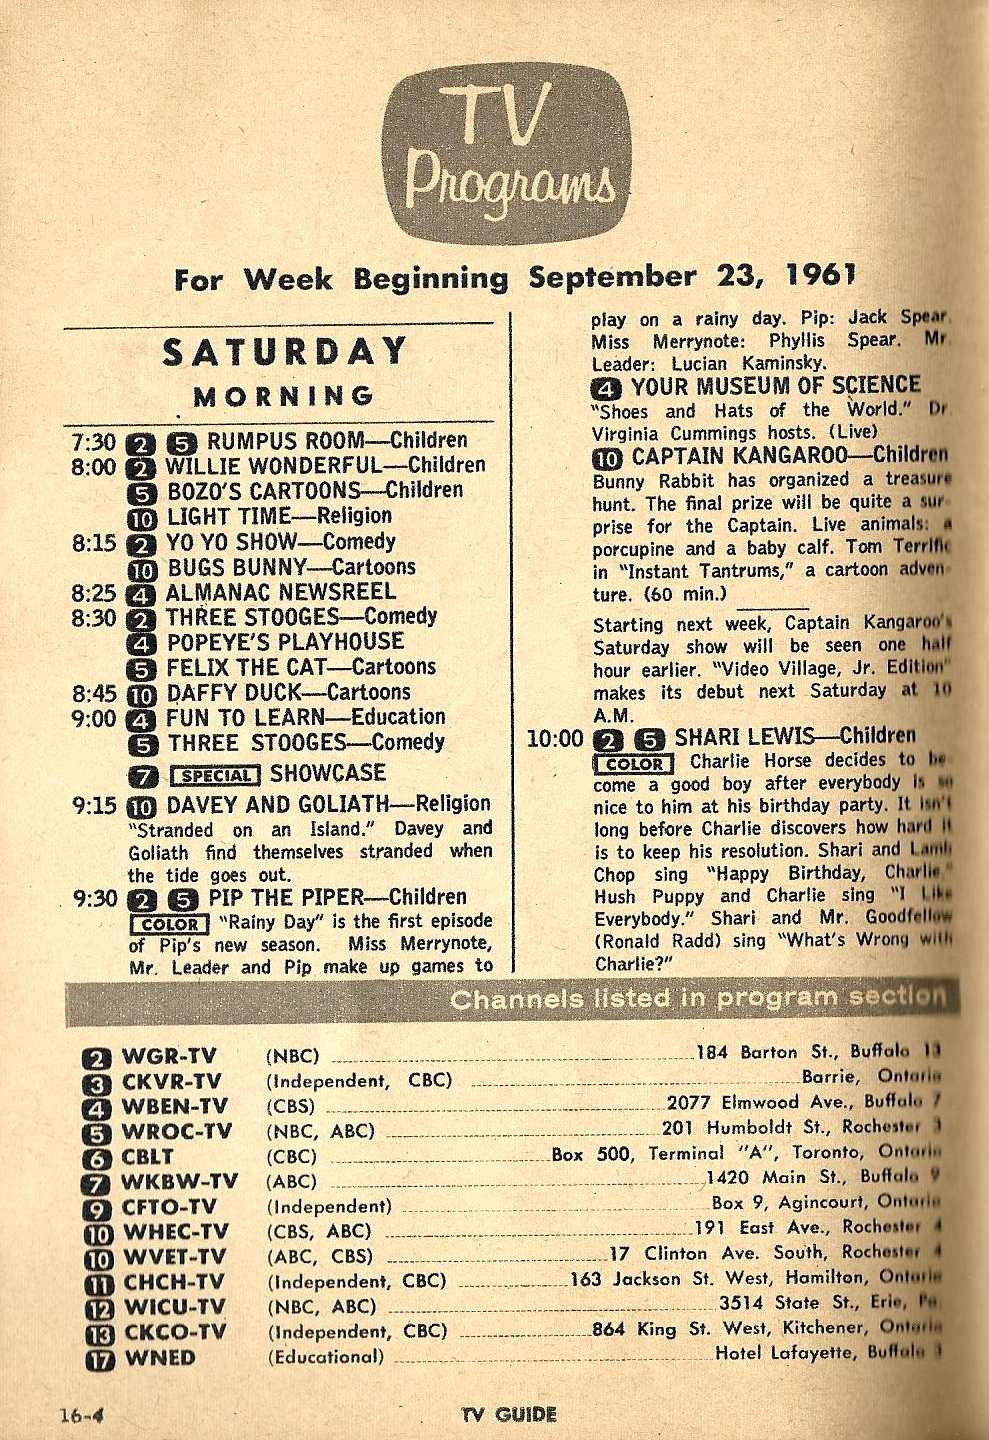 TV
Programs
For Week Beginning September 23, 1961
SATURDAY
MORNING
7:30 2 5 RUMPUS ROOM—Children
8:00 2 WILLIE WONDERFUL—Children
5 BOZO'S CARTOONS—Children
10 LIGHT TIME—Religion
8:15 2 YO YO SHOW—Comedy
10 BUGS BUNNY—Cartoons
8:25 4 ALMANAC NEWSREEL
8:30 2 THREE STOOGES—Comedy
4 POPEYE'S PLAYHOUSE
5 FELIX THE CAT—Cartoons
8:45 10 DAFFY DUCK—Cartoons
9:00 4 FUN TO LEARN—Education
5 THREE STOOGES—Comedy
7 SPECIAL SHOWCASE
9:15 10 DAVEY AND GOLIATH—Religion
"Stranded on an Island." Davey and
Goliath find themselves stranded when
the tide goes out.
9:30 2 5 PIP THE PIPER—Children
COLOR "Rainy Day" is the first episode
of Pip's new season. Miss Merrynote,
Mr. Leader and Pip make up games to
play on a rainy day. Pip: Jack Spear.
Miss Merrynote: Phyllis Spear. Mr.
Leader: Lucian Kaminsky.
4 YOUR MUSEUM OF SCIENCE
"Shoes and Hats of the World." Dr
Virginia Cummings hosts. (Live)
10 CAPTAIN KANGAROO—Children
Bunny Rabbit has organized a treasure
hunt. The final prize will be quite a sur-
prise for the Captain. Live animals: a
porcupine and a baby calf. Tom Terrific
in "Instant Tantrums," a cartoon adven-
ture. (60 min.)
Starting next week, Captain Kangaroo's
Saturday show will be seen one half
hour earlier. "Video Village, Jr. Edition"
makes its debut next Saturday at 10
A.M.
10:00 2 5 SHARI LEWIS—Children
COLOR Charlie Horse decides to be-
come a good boy after everybody is so
nice to him at his birthday party. It isn't
long before Charlie discovers how hard it
is to keep his resolution. Shari and Lamb
Chop sing "Happy Birthday, Charlie."
Hush Puppy and Charlie sing "I Like
Everybody." Shari and Mr. Goodfellow
(Ronald Radd) sing "What's Wrong with
Charlie?"
Channels listed in program section
2 WGR-TV (NBC) 184 Barton St., Buffalo 13
3 CKVR-TV (Independent, CBC) Barrie, Ontario
4 WBEN-TV (CBS) 2077 Elmwood Ave., Buffalo 7
5 WROC-TV (NBC, ABC) 201 Humboldt St., Rochester
6 CBLT (CBC) Box 500, Terminal "A", Toronto, Ontario
7 WKBW-TV (ABC) 1420 Main St., Buffalo 9
9 CFTO-TV (Independent) Box 9, Agincourt, Ontario
10 WHEC-TV (CBS, ABC) 191 East Ave., Rochester 4
10 WVET-TV (ABC, CBS) 17 Clinton Ave. South, Rochester 4
11 CHCH-TV (Independent, CBC) 163 Jackson St. West, Hamilton, Ontario
12 WICU-TV (NBC, ABC) 3514 State St., Erie, Pa.
13 CKCO-TV (Independent, CBC) 864 King St. West, Kitchener, Ontario
17 WNED (Educational) Hotel Lafayette, Buffalo
16-4
TV GUIDE